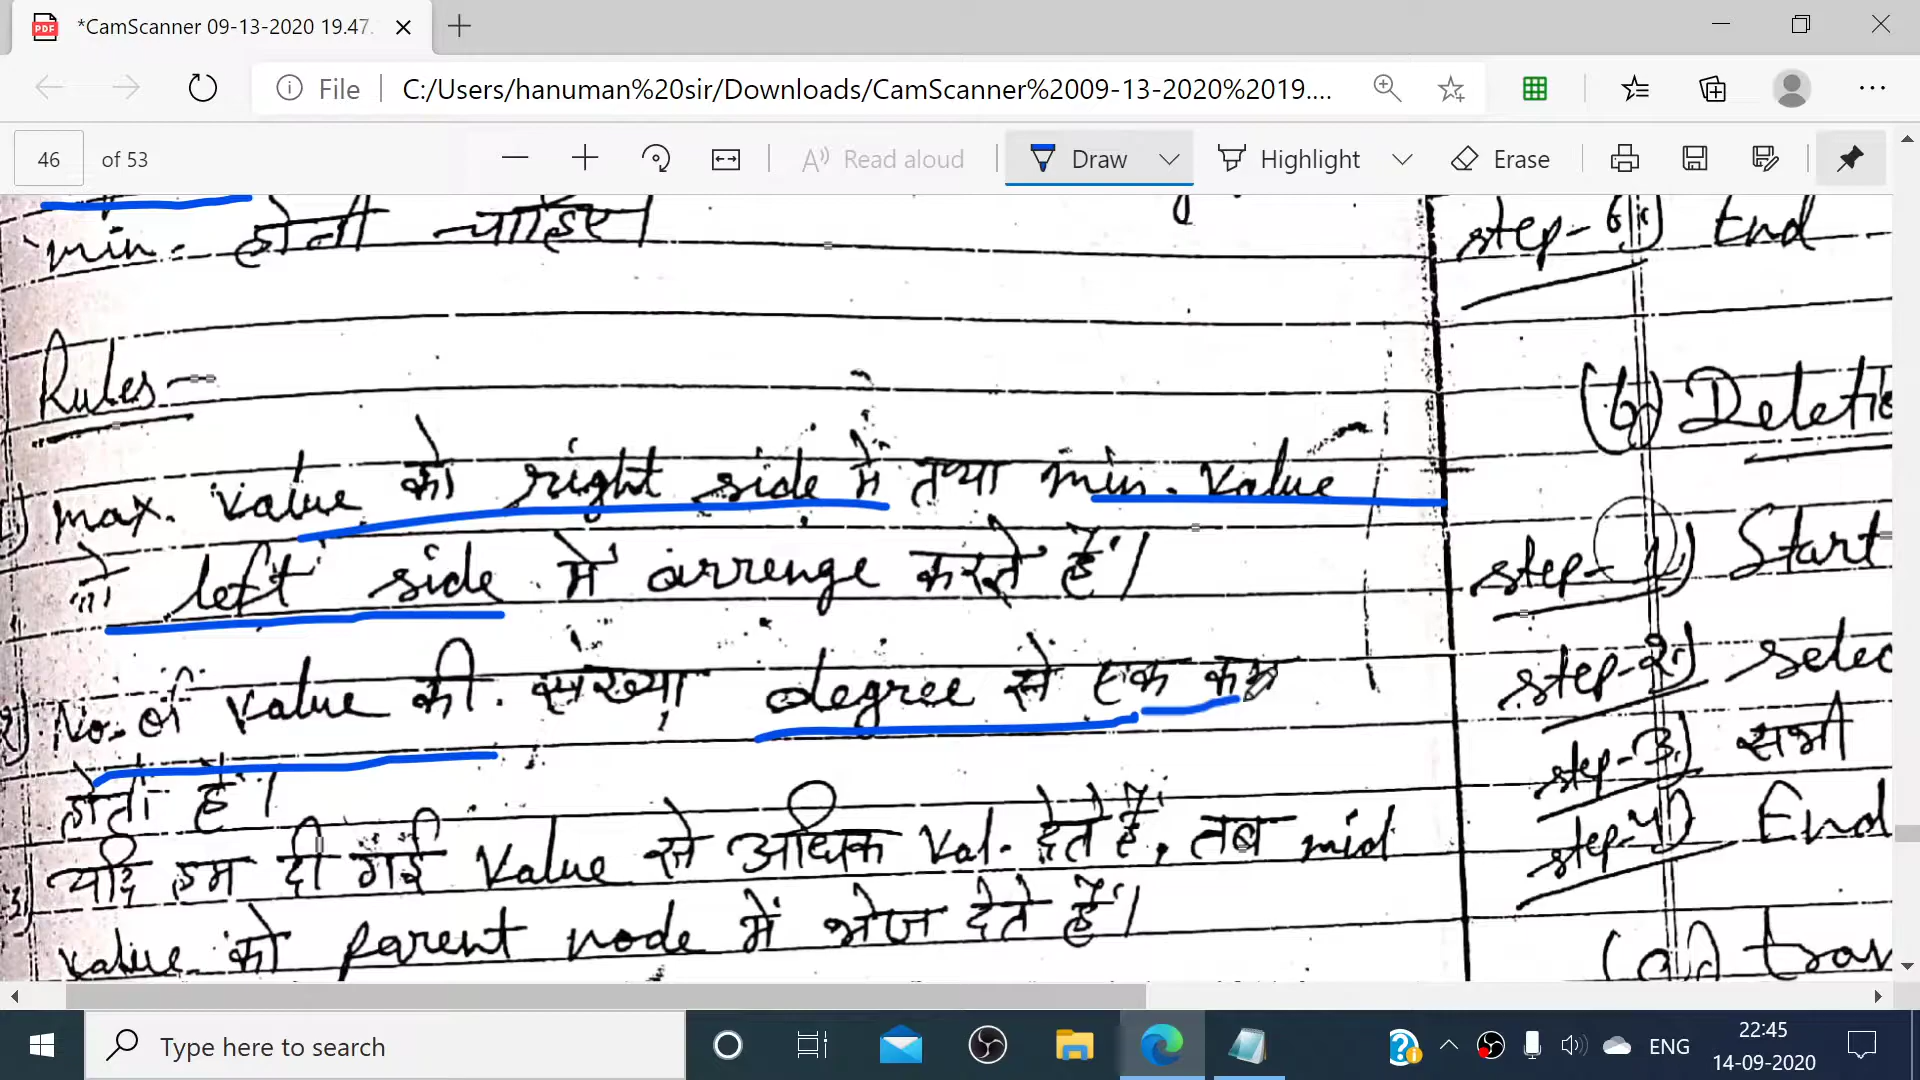 *CamScanner 09-13-2020 19.47.
File
C:/Users/hanuman%20sir/Downloads/CamScanner%2009-13-2020%2019....
46 of 53
Read aloud
Draw
Highlight
Erase
min. होनी चाहिए।
Rules-
1) max. value को right side में तथा min. value
को left side में arrenge करते हैं।
2) No. of value की संख्या degree से एक कम
होती है।
3) यदि हम दी गई value से अधिक val. देते हैं, तब mid
value को parent node में भेज देते हैं।
step-6) End
(b) Deletio
step-1) Start
step-2) selec
step-3) सभी
step-4) End
trav
Type here to search
ENG
22:45
14-09-2020